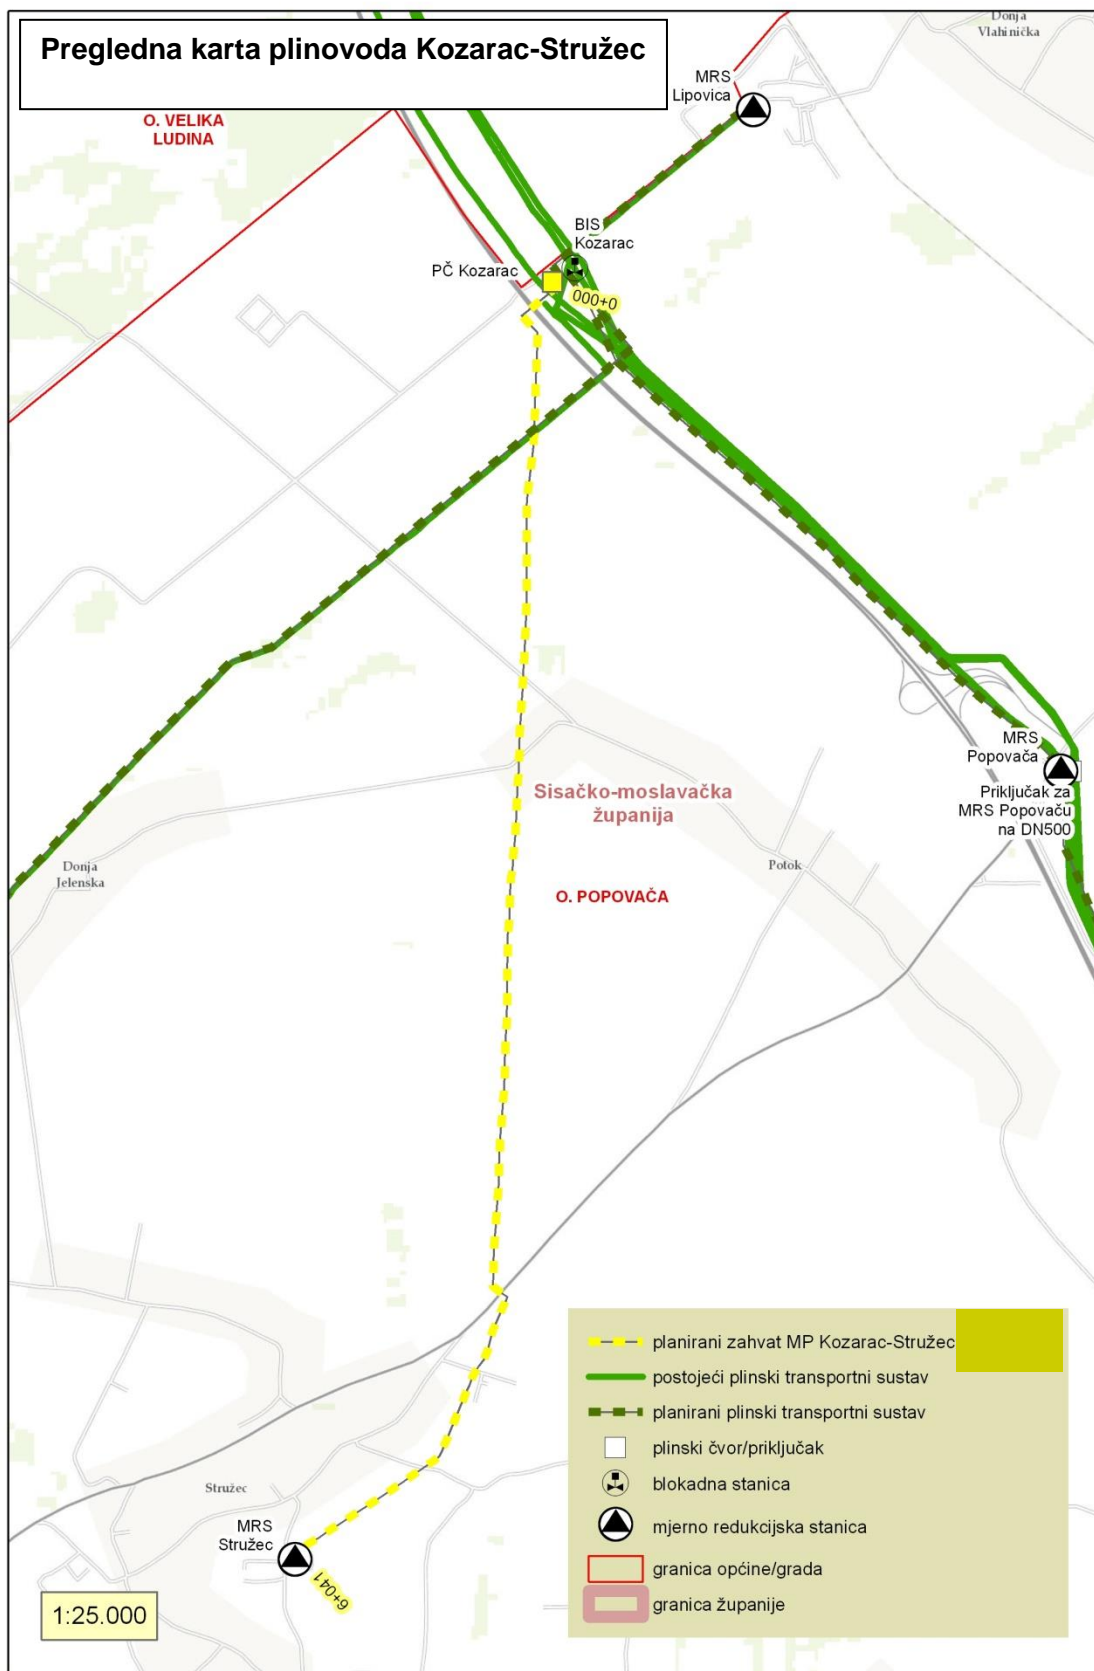 Pregledna karta plinovoda Kozarac-Stružec
Donja
Vlahinička
MRS
Lipovica
O. VELIKA
LUDINA
BIS
Kozarac
PČ Kozarac
0+000
MRS
Popovača
Priključak za
MRS Popovaču
na DN500
Sisačko-moslavačka
županija
Potok
Donja
Jelenska
O. POPOVAČA
planirani zahvat MP Kozarac-Stružec
postojeći plinski transportni sustav
planirani plinski transportni sustav
plinski čvor/priključak
blokadna stanica
mjerno redukcijska stanica
granica općine/grada
granica županije
Stružec
MRS
Stružec
6+041
1:25.000